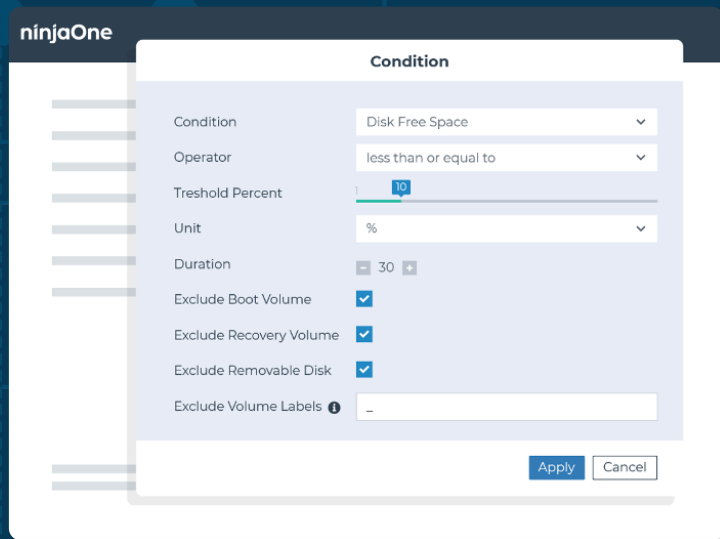 ninjaOne
Condition
Condition Disk Free Space
Operator less than or equal to
Treshold Percent 1 10
Unit %
Duration - 30 +
Exclude Boot Volume
Exclude Recovery Volume
Exclude Removable Disk
Exclude Volume Labels i _
Apply Cancel